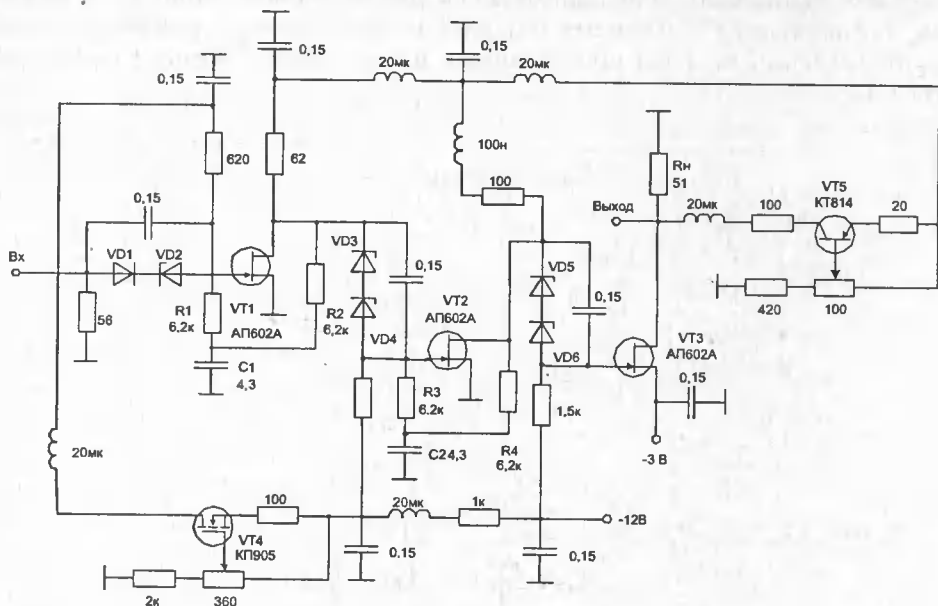 0,15
0,15
20мк
0,15
20мк
620
62
100н
100
Rн
51
VT5
КТ814
Выход
20мк
100
20
0,15
Вх
VD1
VD2
VD3
0,15
VD5
0,15
420
100
56
R1
6,2к
VT1
АП602А
R2
6,2к
VD4
VT2
АП602А
VD6
VT3
АП602А
C1
4,3
R3
6,2к
1,5к
0,15
C24,3
R4
6,2к
-3 В
20мк
100
20мк
1к
-12В
VT4
КП905
0,15
0,15
2к
360